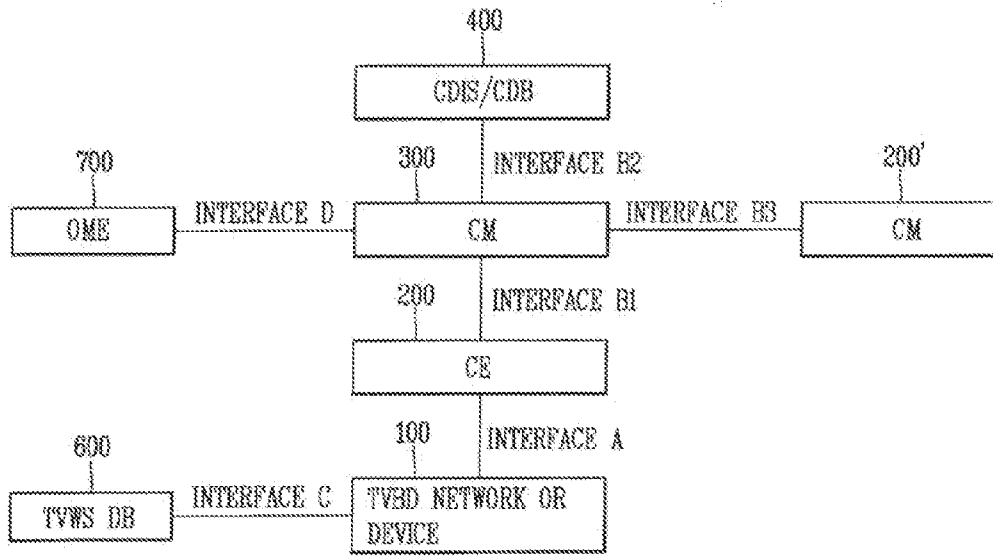 400
CDIS/CDB
700
300
INTERFACE B2
200'
OME
INTERFACE D
CM
INTERFACE B3
CM
200
INTERFACE B1
CE
600
100
INTERFACE A
TVWS DB
INTERFACE C
TVBD NETWORK OR
DEVICE